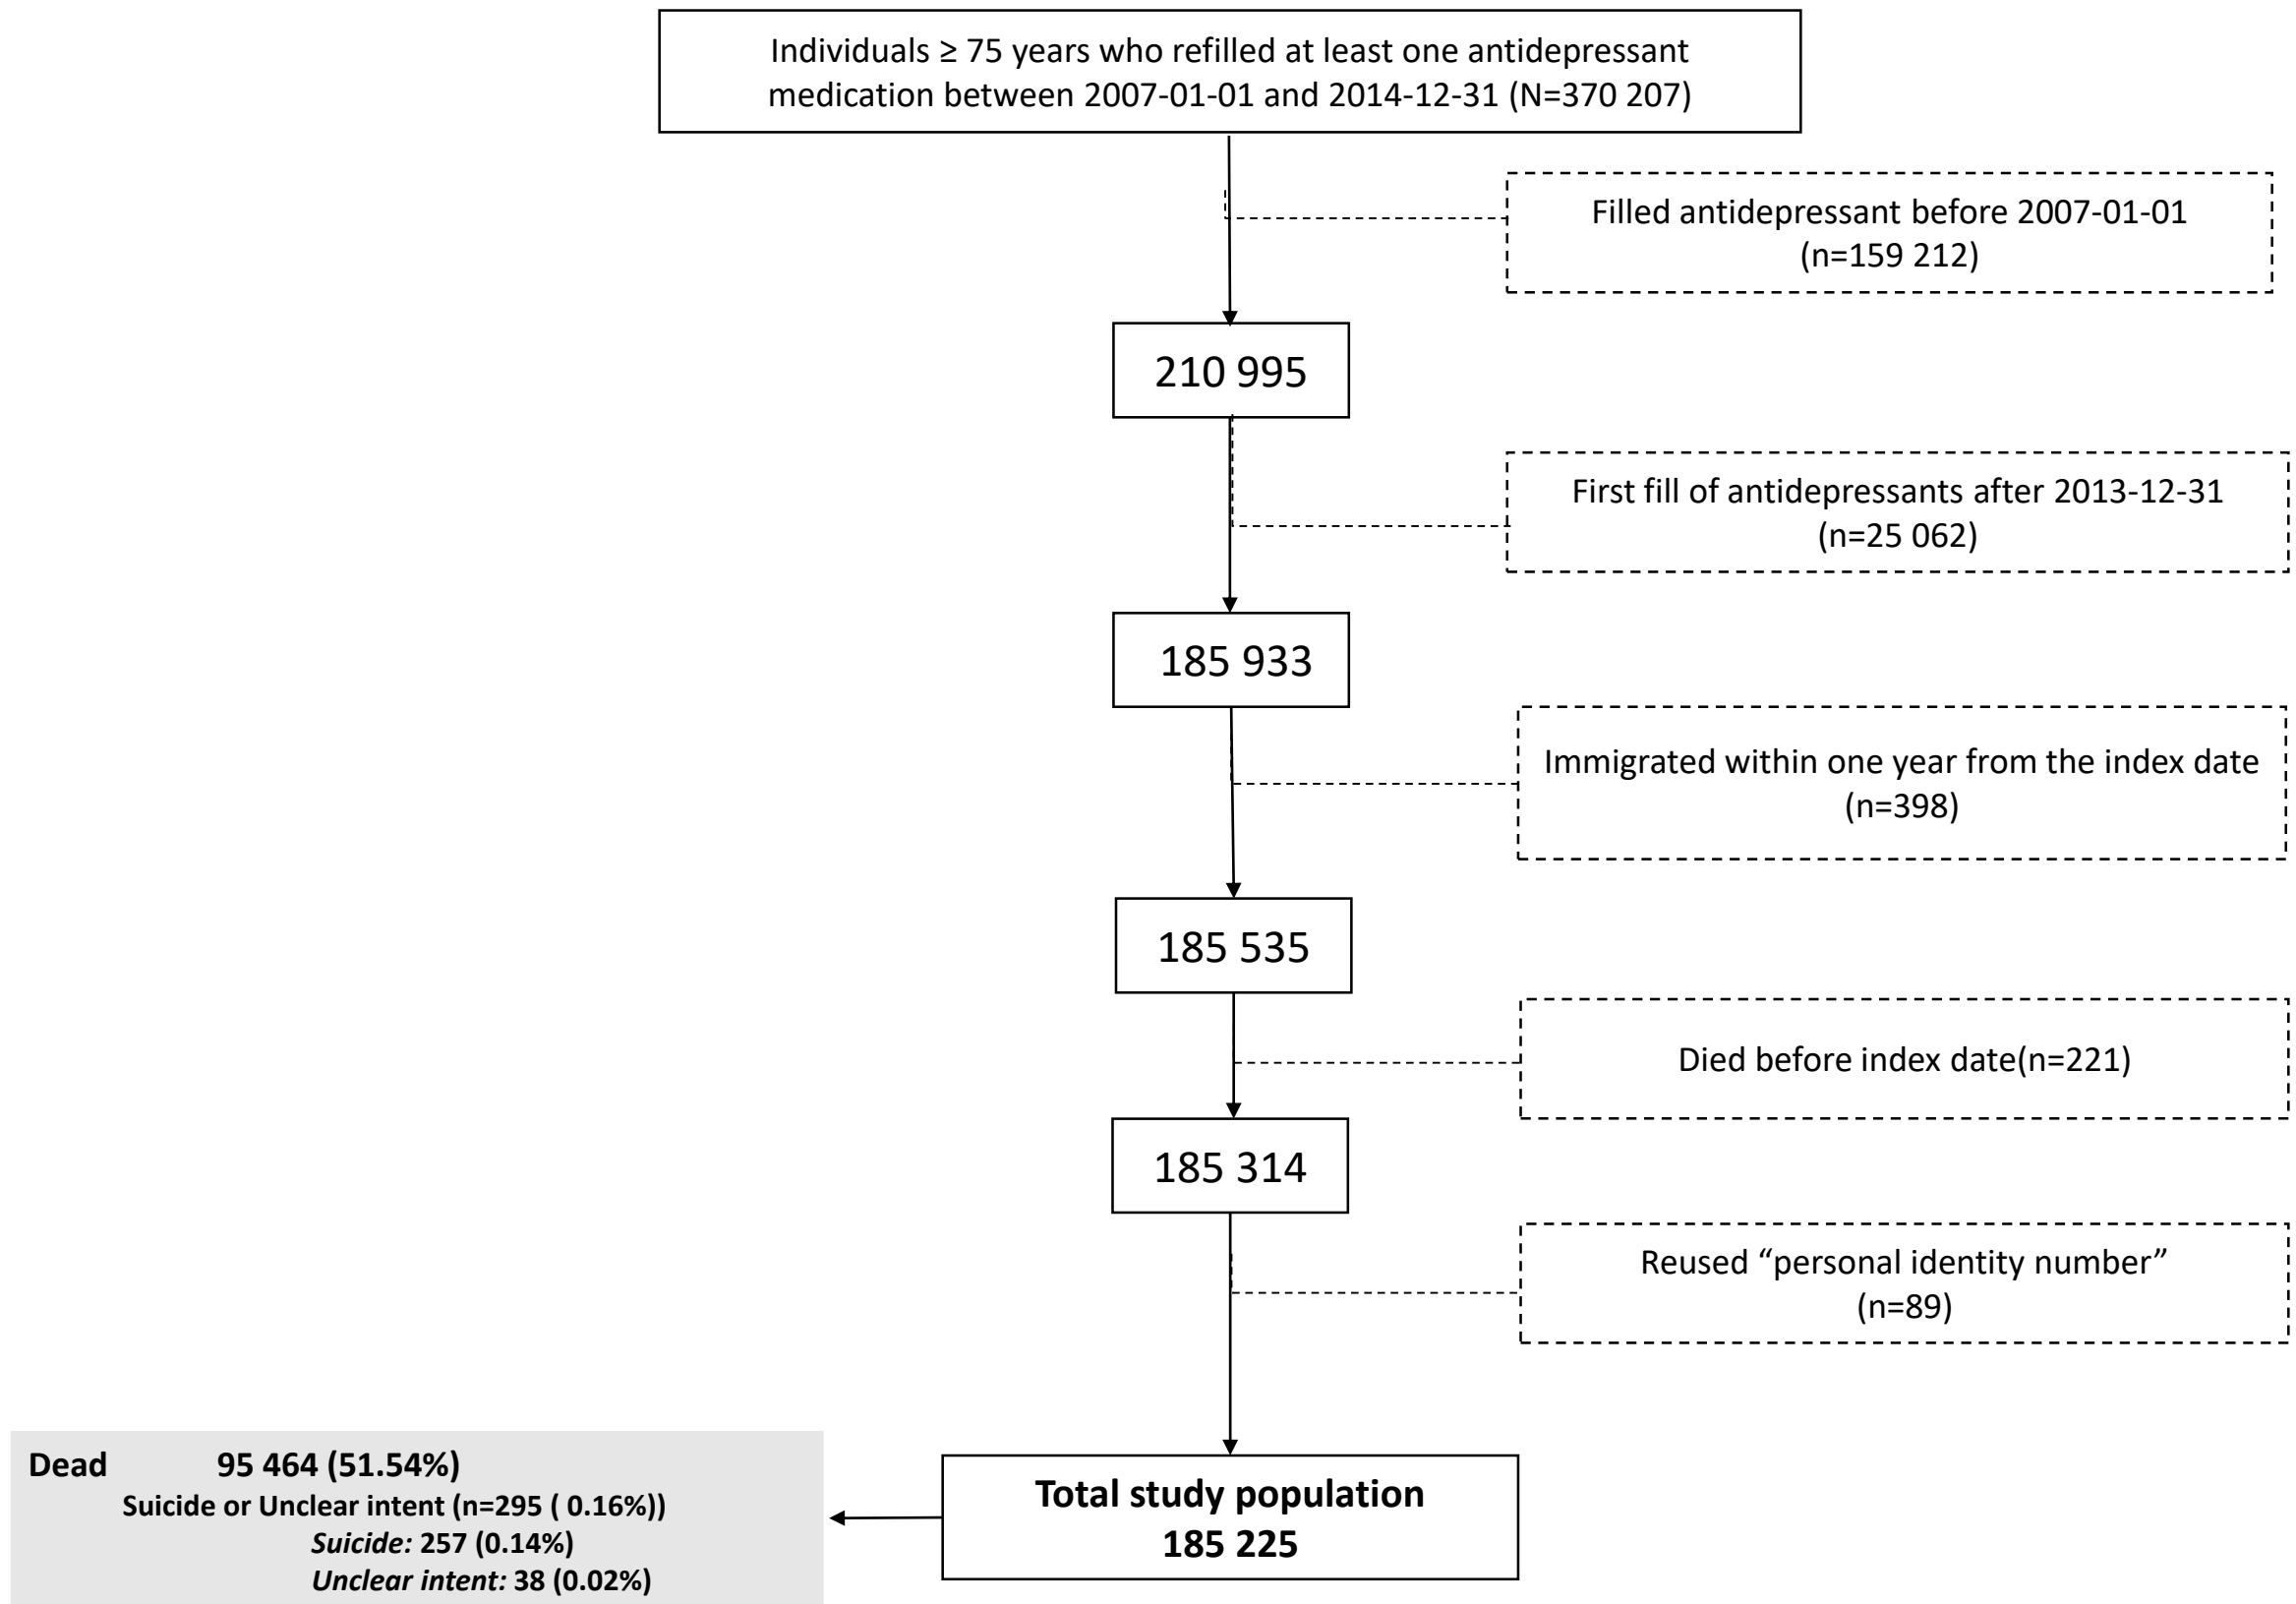 Individuals ≥ 75 years who refilled at least one antidepressant
medication between 2007-01-01 and 2014-12-31 (N=370 207)
Filled antidepressant before 2007-01-01
(n=159 212)
210 995
First fill of antidepressants after 2013-12-31
(n=25 062)
185 933
Immigrated within one year from the index date
(n=398)
185 535
Died before index date(n=221)
185 314
Reused “personal identity number”
(n=89)
Total study population
185 225
Dead 95 464 (51.54%)
Suicide or Unclear intent (n=295 ( 0.16%))
Suicide: 257 (0.14%)
Unclear intent: 38 (0.02%)